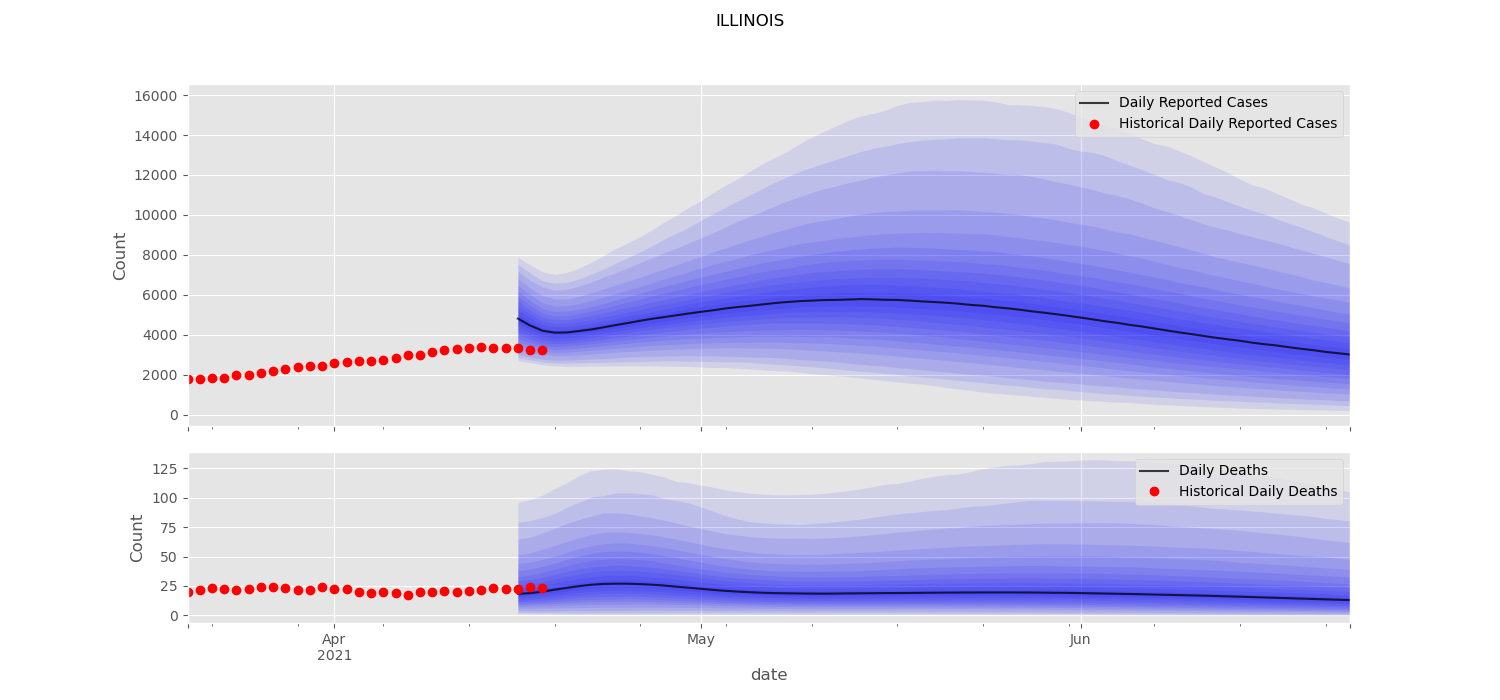 ILLINOIS
16000
14000
12000
10000
8000
6000
4000
2000
0
Count
Daily Reported Cases
Historical Daily Reported Cases
125
100
75
50
25
0
Count
Daily Deaths
Historical Daily Deaths
Apr
2021
May
Jun
date